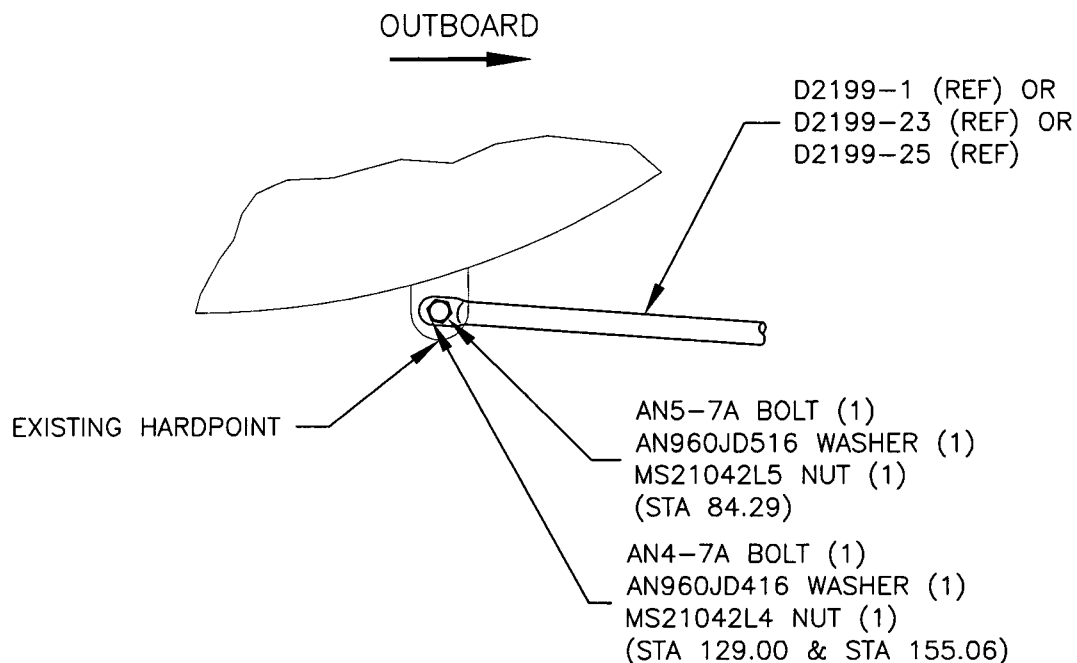 OUTBOARD
D2199-1 (REF) OR
D2199-23 (REF) OR
D2199-25 (REF)
EXISTING HARDPOINT
AN5-7A BOLT (1)
AN960JD516 WASHER (1)
MS21042L5 NUT (1)
(STA 84.29)
AN4-7A BOLT (1)
AN960JD416 WASHER (1)
MS21042L4 NUT (1)
(STA 129.00 & STA 155.06)